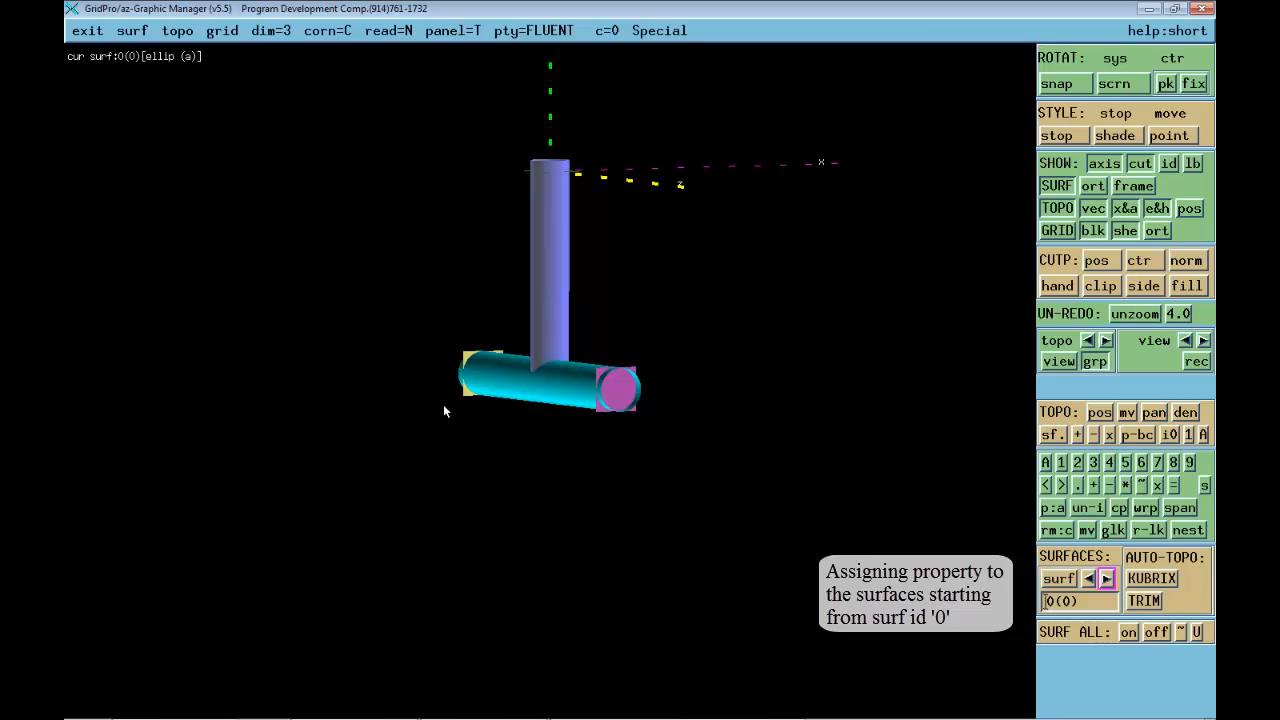 GridPro/az-Graphic Manager (v5.5)    Program Development Comp.(914)761-1732
exit surf topo grid dim=3 corn=C read=N panel=T pty=FLUENT c=0 Special help:short
cur surf:0(0)[ellip (a)]
x
z
ROTAT: sys ctr
snap scrn pk fix
STYLE: stop move
stop shade point
SHOW: axis cut id lb
SURF ort frame
TOPO vec x&a e&h pos
GRID blk she ort
CUTP: pos ctr norm
hand clip side fill
UN-REDO: unzoom 4.0
topo ◀ ▶ view ◀ ▶
view grp rec
TOPO: pos mv pan den
sf. + - x p-bc i0 1 A
A 1 2 3 4 5 6 7 8 9
< > . + - * ~ x = s
p:a un-i cp wrp span
rm:c mv glk r-lk nest
SURFACES: AUTO-TOPO:
surf ◀ ▶ KUBRIX
0(0) TRIM
SURF ALL: on off ~ U
Assigning property to
the surfaces starting
from surf id '0'